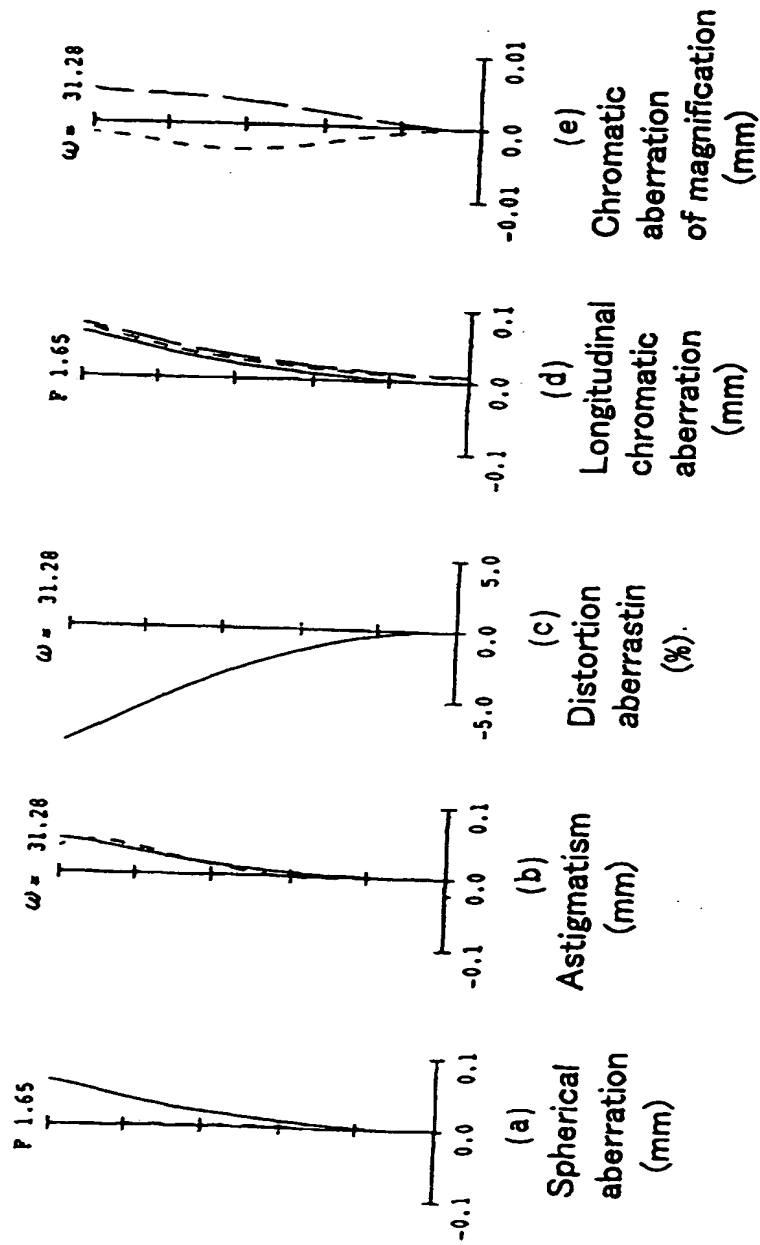 F 1.65
-0.1 0.0 0.1
(a)
Spherical
aberration
(mm)
ω= 31.28
-0.1 0.0 0.1
(b)
Astigmatism
(mm)
ω= 31.28
-5.0 0.0 5.0
(c)
Distortion
aberrastin
(%).
F 1.65
-0.1 0.0 0.1
(d)
Longitudinal
chromatic
aberration
(mm)
ω= 31.28
-0.01 0.0 0.01
(e)
Chromatic
aberration
of magnification
(mm)